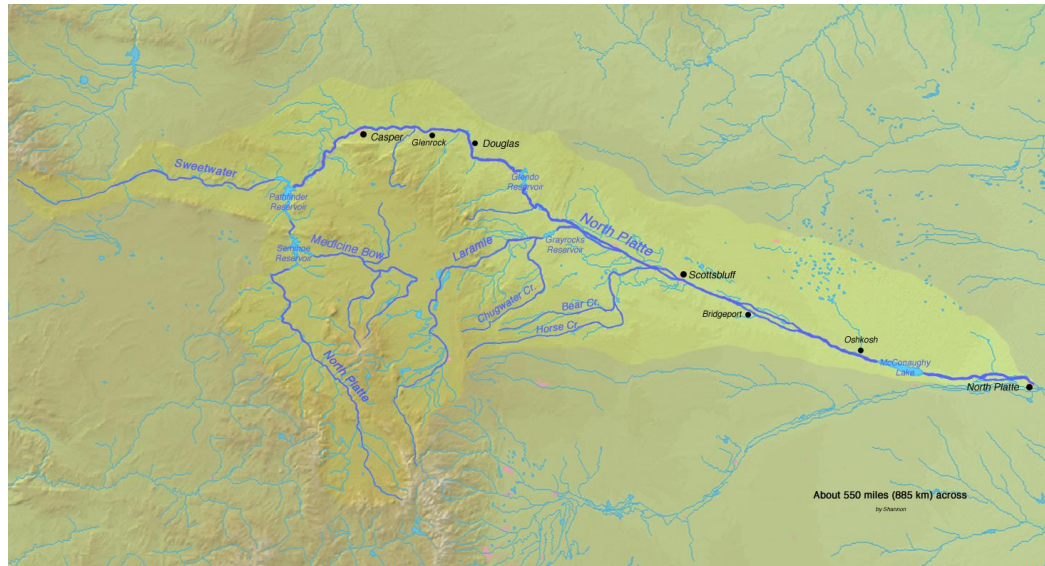 Casper
Glenrock
Douglas
Sweetwater
Glendo
Reservoir
Pathfinder
Reservoir
North Platte
Medicine Bow
Seminoe
Reservoir
Laramie
Grayrocks
Reservoir
Scottsbluff
Chugwater Cr.
Bear Cr.
Horse Cr.
Bridgeport
Oshkosh
North Platte
McConaughy
Lake
North Platte
About 550 miles (885 km) across
by Shannon